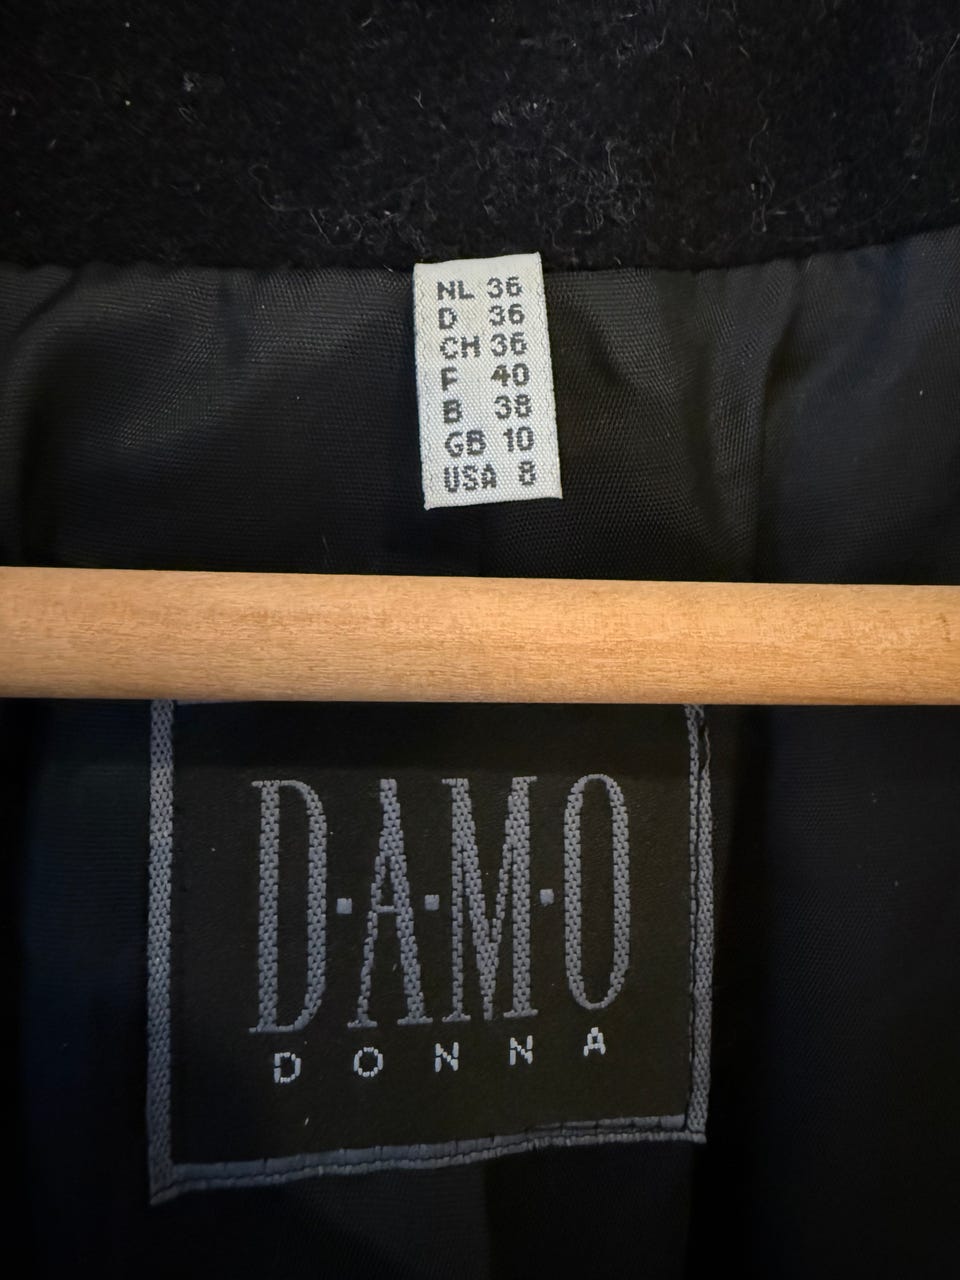 NL 36
D 36
CH 36
F 40
B 38
GB 10
USA 8
D·A·M·O
DONNA